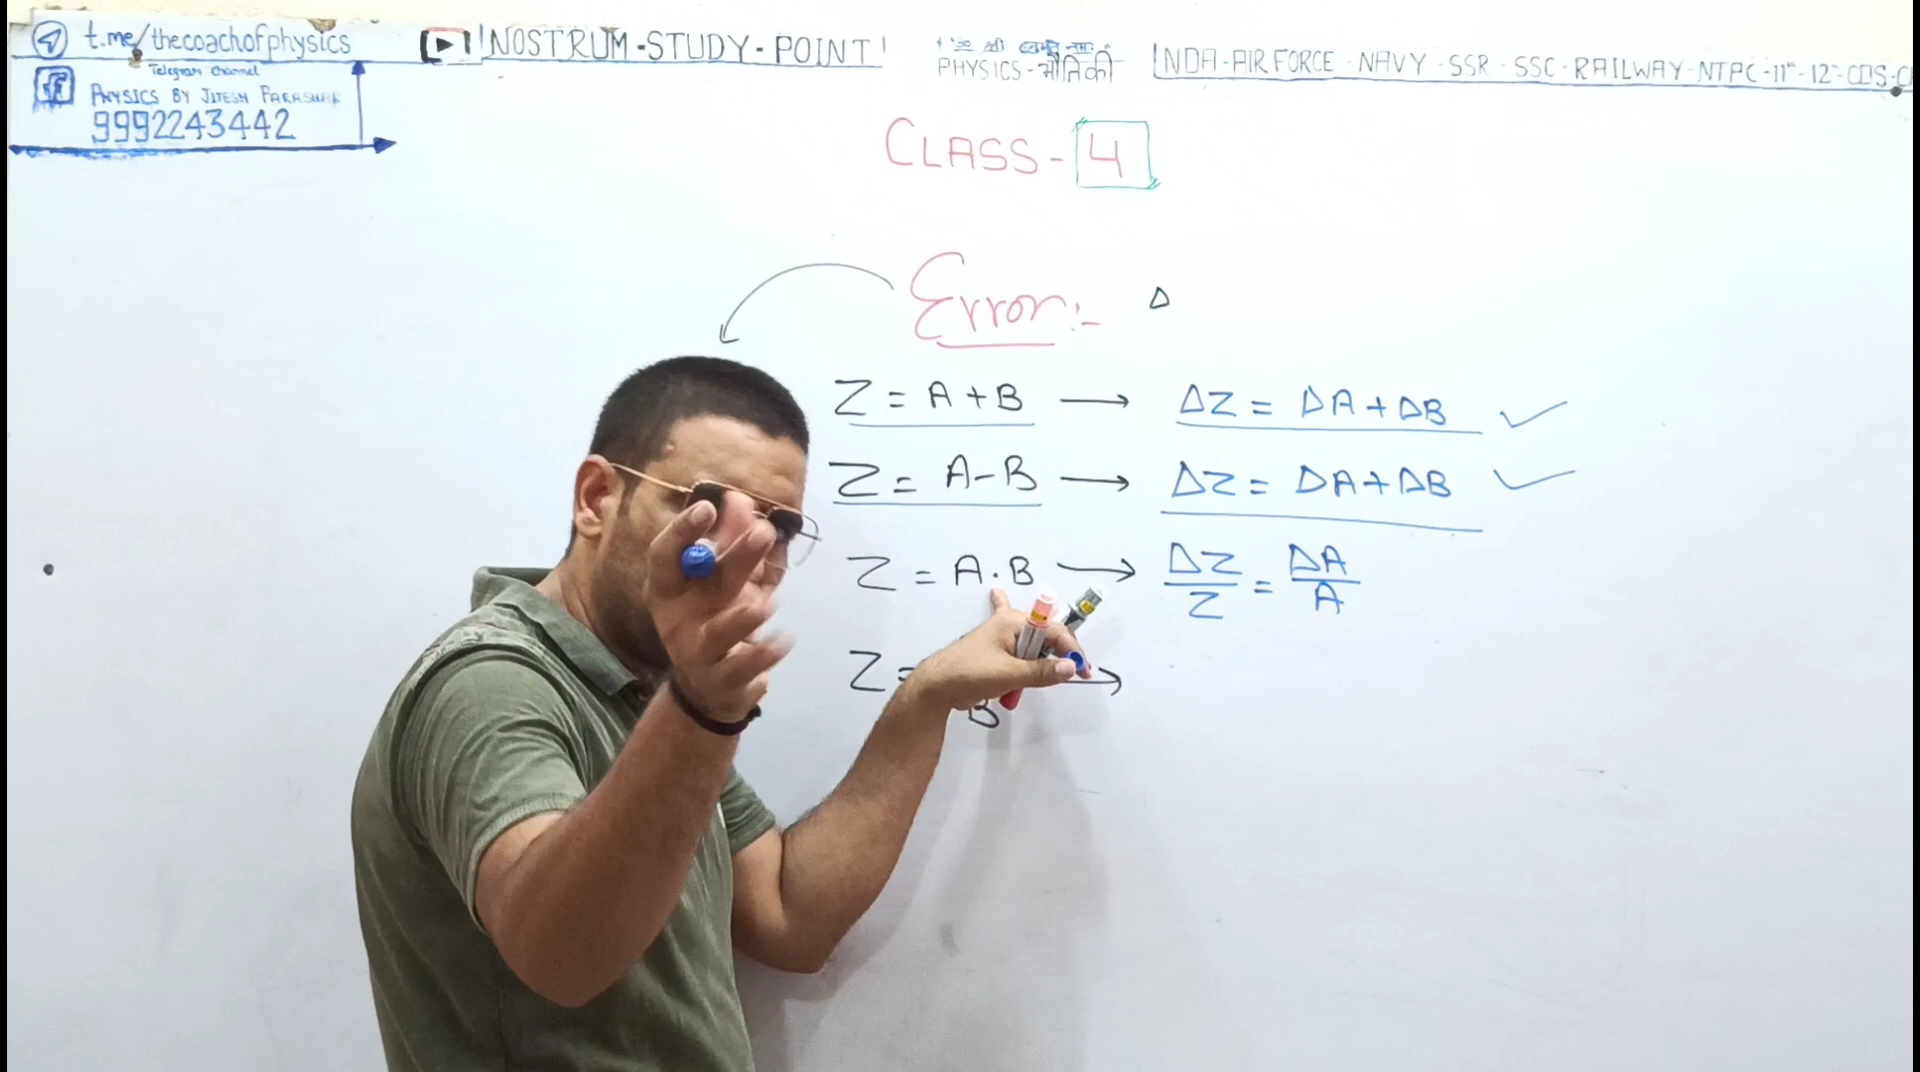 t.me/thecoachofphysics
Telegram channel
PHYSICS BY JITESH
9992243442
NOSTRUM-STUDY-POINT
PHYSICS-भौतिकी
NDA-AIR FORCE-NAVY-SSR-SSC-RAILWAY-NTPC-11th-12th-CDS-C
CLASS-4
Error:- Δ
Z = A + B → ΔZ = ΔA + ΔB ✓
Z = A - B → ΔZ = ΔA + ΔB ✓
Z = A . B → ΔZ/Z = ΔA/A
Z = B →